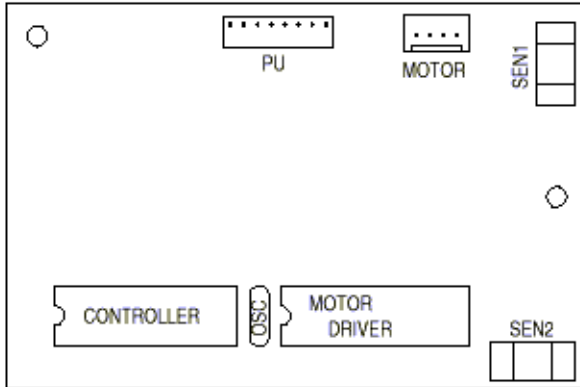 PU
MOTOR
SEN1
CONTROLLER
OSC
MOTOR
DRIVER
SEN2